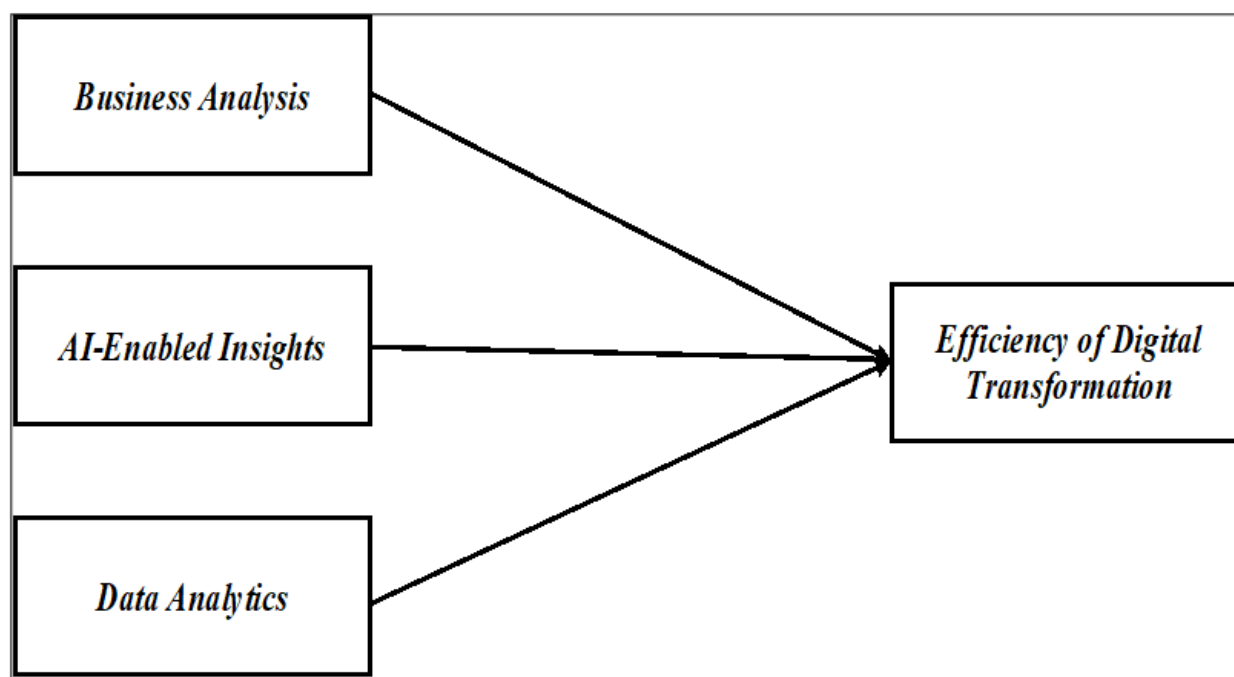 Business Analysis
AI-Enabled Insights
Efficiency of Digital
Transformation
Data Analytics